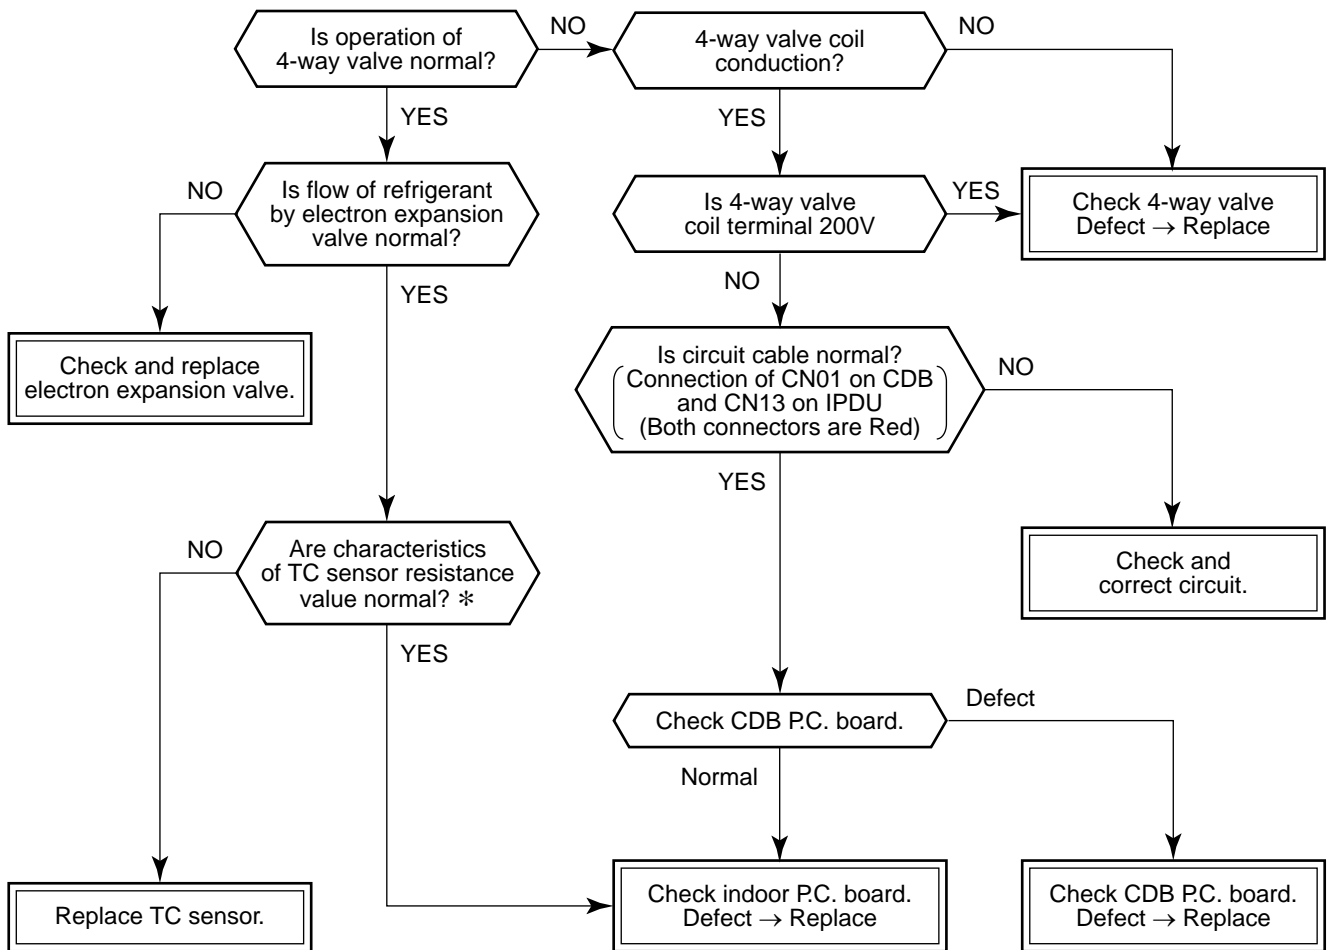 Is operation of
4-way valve normal?
NO
4-way valve coil
conduction?
NO
YES
YES
NO
Is flow of refrigerant
by electron expansion
valve normal?
Is 4-way valve
coil terminal 200V
YES
Check 4-way valve
Defect → Replace
YES
NO
Check and replace
electron expansion valve.
Is circuit cable normal?
Connection of CN01 on CDB
and CN13 on IPDU
(Both connectors are Red)
NO
YES
NO
Are characteristics
of TC sensor resistance
value normal? *
Check and
correct circuit.
YES
Check CDB P.C. board.
Defect
Normal
Replace TC sensor.
Check indoor P.C. board.
Defect → Replace
Check CDB P.C. board.
Defect → Replace